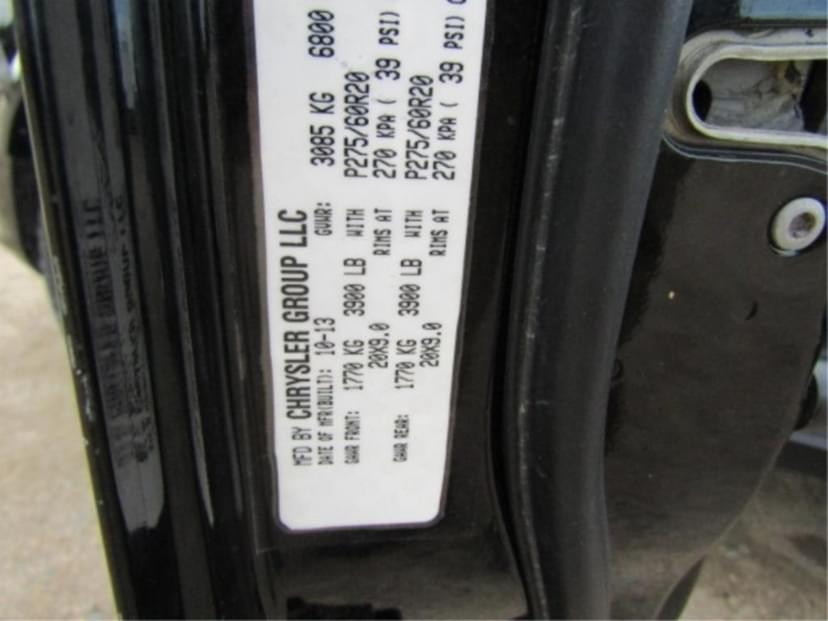 MFD BY CHRYSLER GROUP LLC
DATE OF MFR(BUILT): 10-13 GVWR: 3085 KG 6800
GAWR FRONT: 1770 KG 3900 LB WITH P275/60R20
20X9.0 RIMS AT 270 KPA ( 39 PSI)
GAWR REAR: 1770 KG 3900 LB WITH P275/60R20
20X9.0 RIMS AT 270 KPA ( 39 PSI)